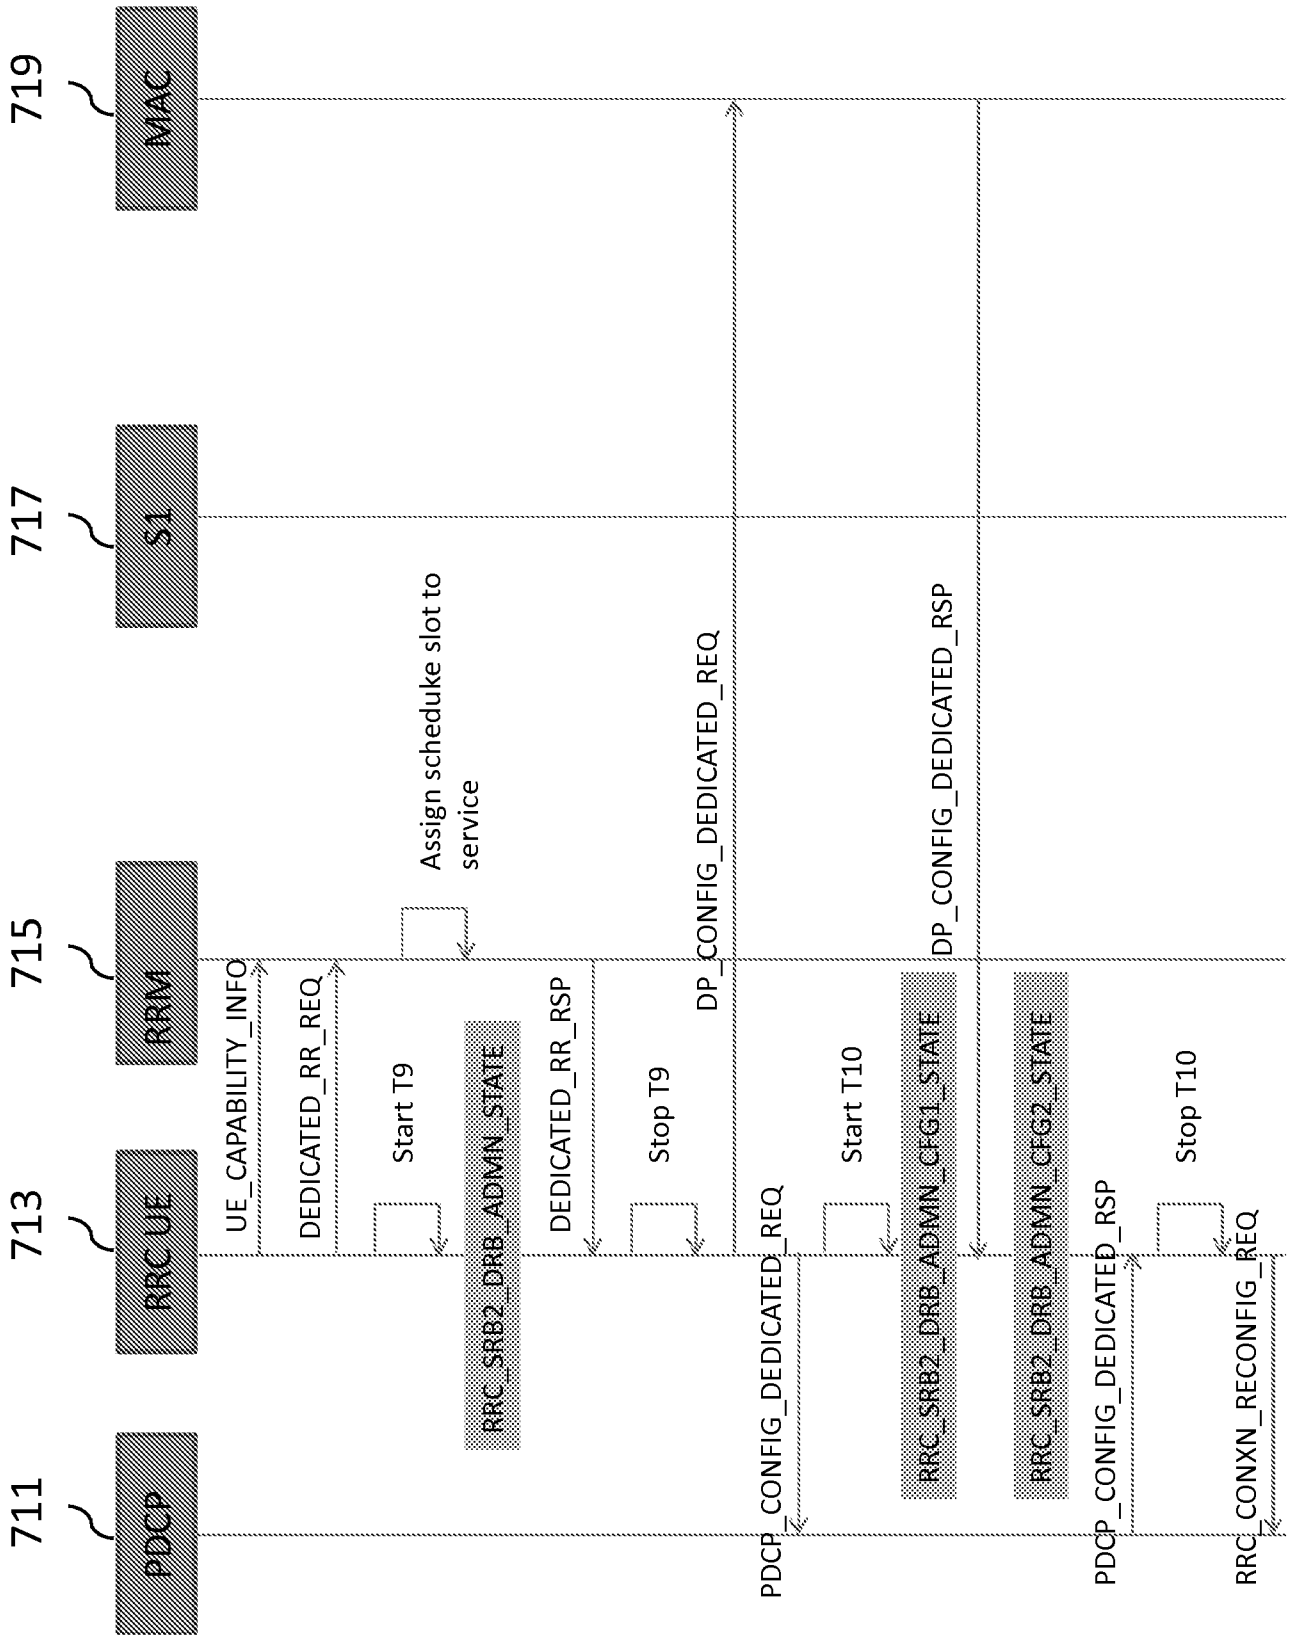 711
713
715
717
719
PDCP
RRC UE
RRM
S1
MAC
UE_CAPABILITY_INFO
DEDICATED_RR_REQ
Start T9
Assign scheduke slot to
service
RRC_SRB2_DRB_ADMN_STATE
DEDICATED_RR_RSP
Stop T9
DP_CONFIG_DEDICATED_REQ
PDCP_CONFIG_DEDICATED_REQ
Start T10
RRC_SRB2_DRB_ADMN_CFG1_STATE
DP_CONFIG_DEDICATED_RSP
RRC_SRB2_DRB_ADMN_CFG2_STATE
PDCP_CONFIG_DEDICATED_RSP
Stop T10
RRC_CONXN_RECONFIG_REQ